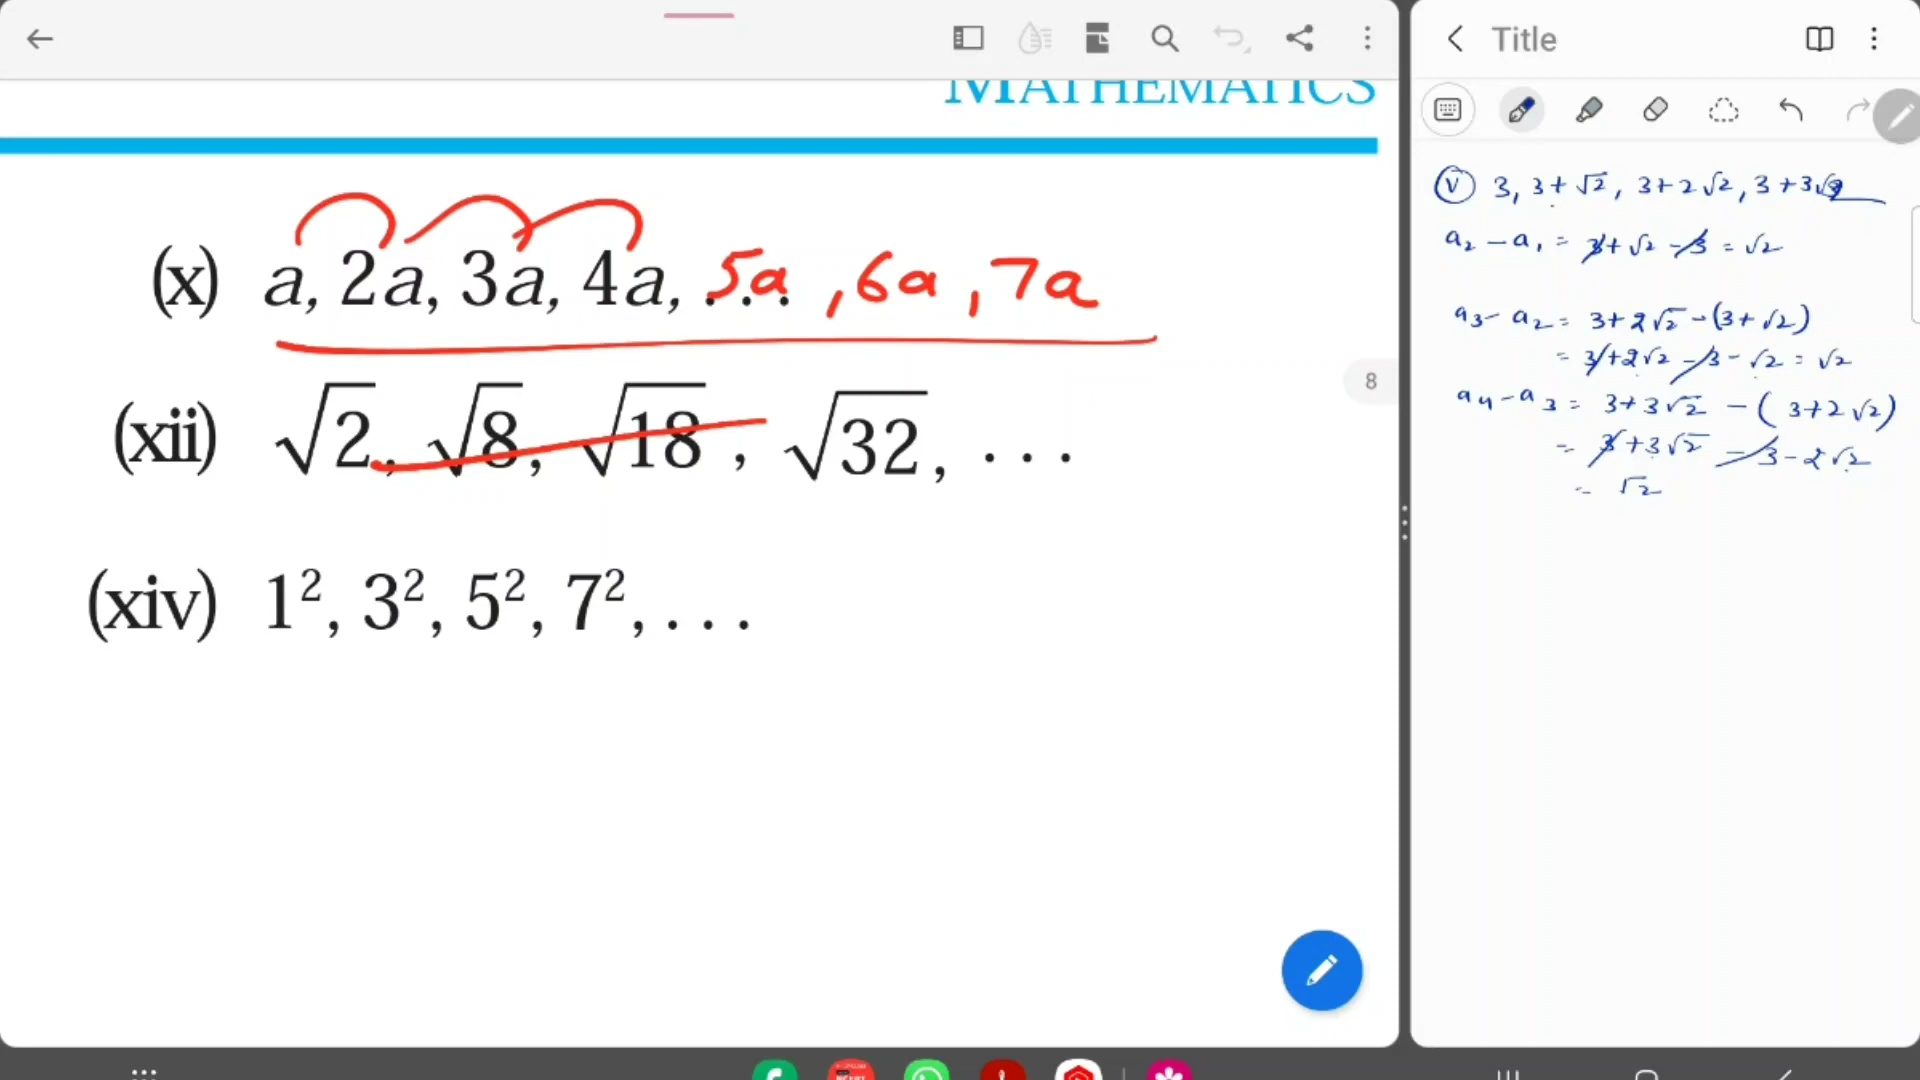 MATHEMATICS
(x) a, 2a, 3a, 4a, . . . 5a , 6a , 7a
(xii) √2, √8, √18 , √32, . . .
(xiv) 1², 3², 5², 7², . . .
8
Title
(v) 3, 3+√2, 3+2√2, 3+3√2
a₂ - a₁ = 3+√2 - 3 = √2
a₃ - a₂ = 3+2√2 - (3+√2)
= 3+2√2 - 3 - √2 = √2
a₄ - a₃ = 3+3√2 - (3+2√2)
= 3+3√2 - 3 - 2√2
= √2